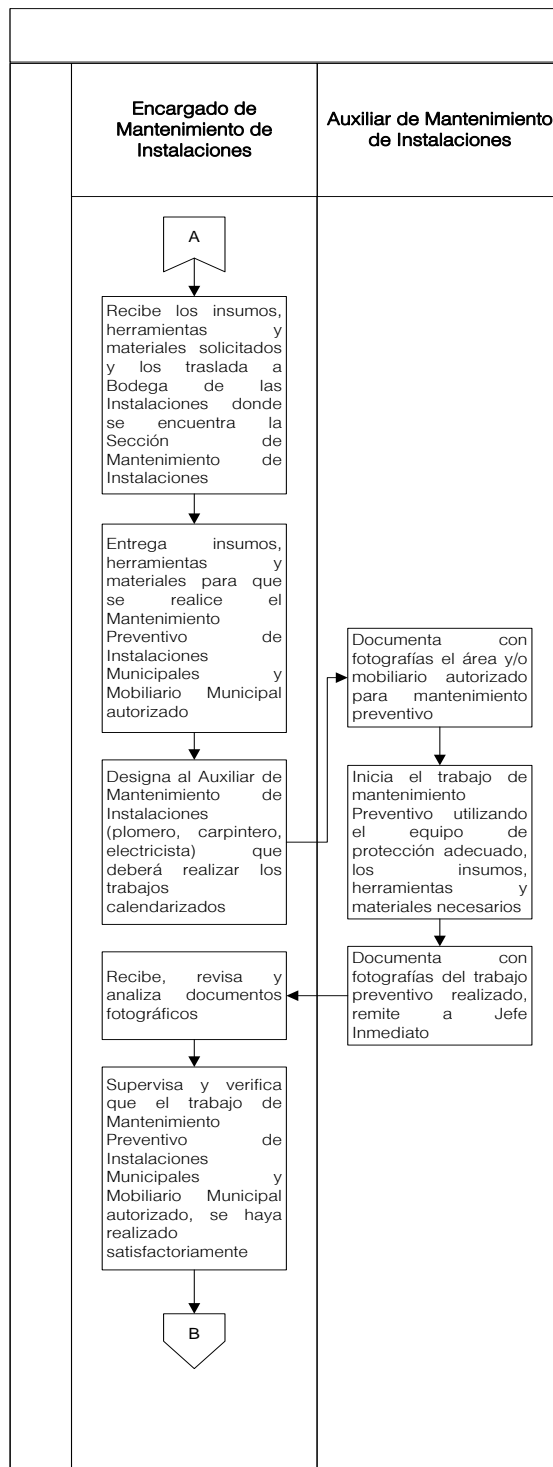 Encargado de
Mantenimiento de
Instalaciones
Auxiliar de Mantenimiento
de Instalaciones
A
Recibe los insumos,
herramientas y
materiales solicitados
y los traslada a
Bodega de las
Instalaciones donde
se encuentra la
Sección de
Mantenimiento de
Instalaciones
Entrega insumos,
herramientas y
materiales para que
se realice el
Mantenimiento
Preventivo de
Instalaciones
Municipales y
Mobiliario Municipal
autorizado
Designa al Auxiliar de
Mantenimiento de
Instalaciones
(plomero, carpintero,
electricista) que
deberá realizar los
trabajos
calendarizados
Documenta con
fotografías el área y/o
mobiliario autorizado
para mantenimiento
preventivo
Inicia el trabajo de
mantenimiento
Preventivo utilizando
el equipo de
protección adecuado,
los insumos,
herramientas y
materiales necesarios
Documenta con
fotografías del trabajo
preventivo realizado,
remite a Jefe
Inmediato
Recibe, revisa y
analiza documentos
fotográficos
Supervisa y verifica
que el trabajo de
Mantenimiento
Preventivo de
Instalaciones
Municipales y
Mobiliario Municipal
autorizado, se haya
realizado
satisfactoriamente
B